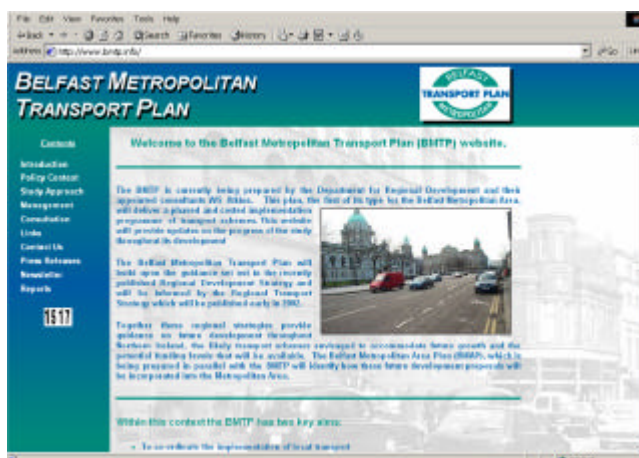 File Edit View Favorites Tools Help
Back Search Favorites History
Address http://www.bmtp.info/ Go
BELFAST METROPOLITAN
TRANSPORT PLAN
BELFAST
TRANSPORT PLAN
METROPOLITAN
Contents
Introduction
Policy Context
Study Approach
Management
Consultation
Links
Contact Us
Press Releases
Newsletter
Reports
1517
Welcome to the Belfast Metropolitan Transport Plan (BMTP) website.
The BMTP is currently being prepared by the Department for Regional Development and their
appointed consultants WS Atkins. This plan, the first of its type for the Belfast Metropolitan Area,
will deliver a phased and costed implementation
programme of transport schemes. This website
will provide updates on the progress of the study
throughout its development
The Belfast Metropolitan Transport Plan will
build upon the guidance set out in the recently
published Regional Development Strategy and
will be informed by the Regional Transport
Strategy which will be published early in 2002.
Together these regional strategies provide
guidance on future development throughout
Northern Ireland, the likely transport schemes envisaged to accommodate future growth and the
potential funding levels that will be available. The Belfast Metropolitan Area Plan (BMAP), which is
being prepared in parallel with the BMTP will identify how these future development proposals will
be incorporated into the Metropolitan Area.
Within this context the BMTP has two key aims:
To co-ordinate the implementation of local transport